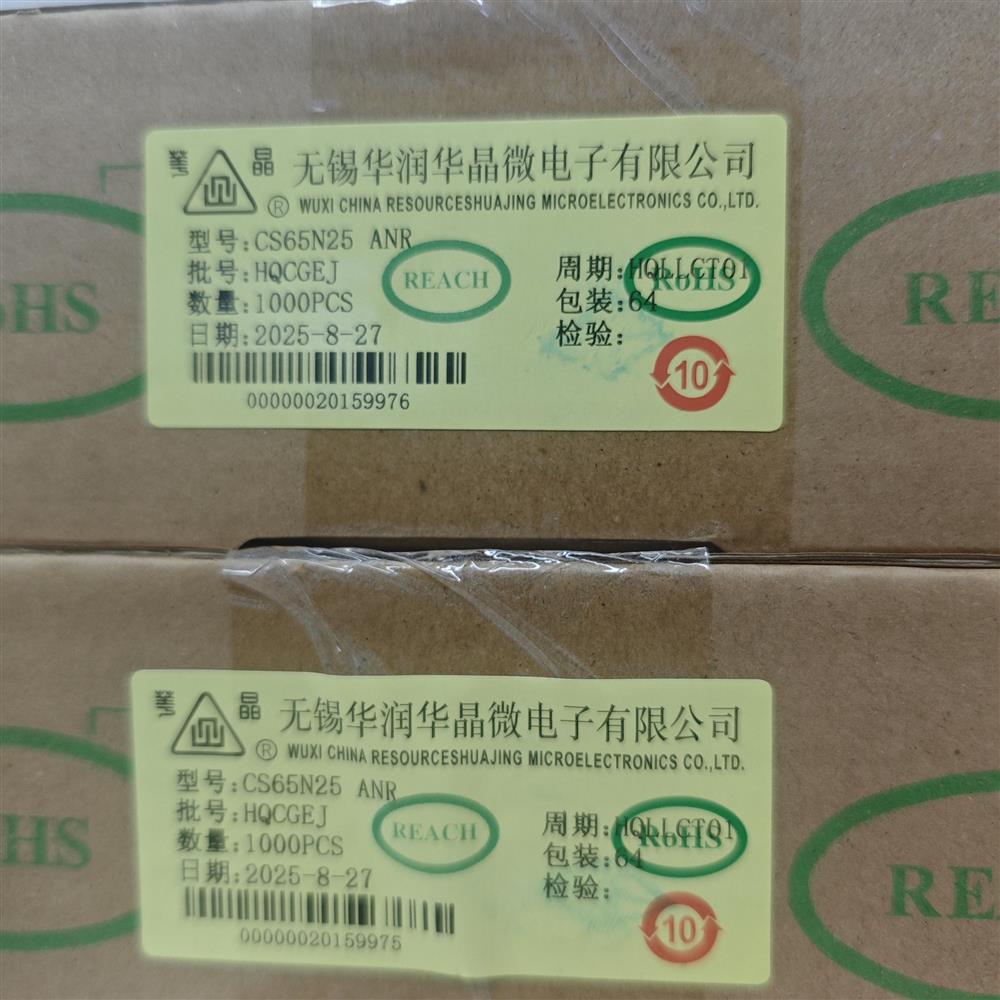 華 晶 无锡华润华晶微电子有限公司
® WUXI CHINA RESOURCESHUAJING MICROELECTRONICS CO.,LTD.
型号:CS65N25 ANR
批号:HQCGEJ
REACH
周期:HQLLCT01
RoHS
数量:1000PCS
包装:64
日期:2025-8-27
检验:
10
00000020159976
HS
RE
华 晶 无锡华润华晶微电子有限公司
® WUXI CHINA RESOURCESHUAJING MICROELECTRONICS CO.,LTD.
型号:CS65N25 ANR
批号:HQCGEJ
REACH
周期:HQLLCT01
RoHS
数量:1000PCS
包装:64
日期:2025-8-27
检验:
10
00000020159975
HS
RE